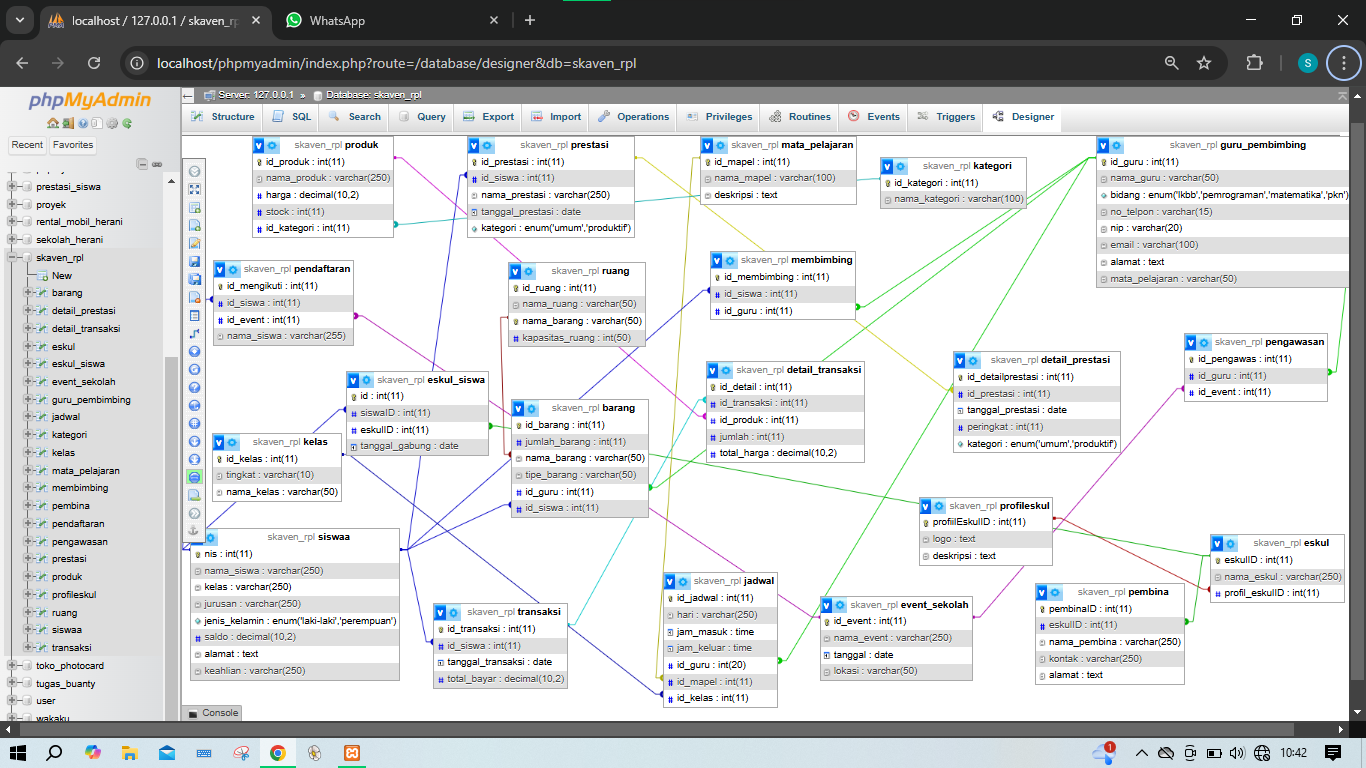 localhost / 127.0.0.1 / skaven_rp
WhatsApp
localhost/phpmyadmin/index.php?route=/database/designer&db=skaven_rpl
S
phpMyAdmin
Recent
Favorites
prestasi_siswa
proyek
rental_mobil_herani
sekolah_herani
skaven_rpl
New
barang
detail_prestasi
detail_transaksi
eskul
eskul_siswa
event_sekolah
guru_pembimbing
jadwal
kategori
kelas
mata_pelajaran
membimbing
pembina
pendaftaran
pengawasan
prestasi
produk
profileskul
ruang
siswaa
transaksi
toko_photocard
tugas_buanty
user
wakaku
Server: 127.0.0.1 » Database: skaven_rpl
Structure
SQL
Search
Query
Export
Import
Operations
Privileges
Routines
Events
Triggers
Designer
skaven_rpl produk
id_produk : int(11)
nama_produk : varchar(250)
harga : decimal(10,2)
stock : int(11)
id_kategori : int(11)
skaven_rpl prestasi
id_prestasi : int(11)
id_siswa : int(11)
nama_prestasi : varchar(250)
tanggal_prestasi : date
kategori : enum('umum','produktif')
skaven_rpl mata_pelajaran
id_mapel : int(11)
nama_mapel : varchar(100)
deskripsi : text
skaven_rpl kategori
id_kategori : int(11)
nama_kategori : varchar(100)
skaven_rpl guru_pembimbing
id_guru : int(11)
nama_guru : varchar(50)
bidang : enum('lkbb','pemrograman','matematika','pkn')
no_telpon : varchar(15)
nip : varchar(20)
email : varchar(100)
alamat : text
mata_pelajaran : varchar(50)
skaven_rpl pendaftaran
id_mengikuti : int(11)
id_siswa : int(11)
id_event : int(11)
nama_siswa : varchar(255)
skaven_rpl ruang
id_ruang : int(11)
nama_ruang : varchar(50)
nama_barang : varchar(50)
kapasitas_ruang : int(50)
skaven_rpl membimbing
id_membimbing : int(11)
id_siswa : int(11)
id_guru : int(11)
skaven_rpl pengawasan
id_pengawas : int(11)
id_guru : int(11)
id_event : int(11)
skaven_rpl detail_prestasi
id_detailprestasi : int(11)
id_prestasi : int(11)
tanggal_prestasi : date
peringkat : int(11)
kategori : enum('umum','produktif')
skaven_rpl detail_transaksi
id_detail : int(11)
id_transaksi : int(11)
id_produk : int(11)
jumlah : int(11)
total_harga : decimal(10,2)
skaven_rpl eskul_siswa
id : int(11)
siswaID : int(11)
eskulID : int(11)
tanggal_gabung : date
skaven_rpl barang
id_barang : int(11)
jumlah_barang : int(11)
nama_barang : varchar(50)
tipe_barang : varchar(50)
id_guru : int(11)
id_siswa : int(11)
skaven_rpl kelas
id_kelas : int(11)
tingkat : varchar(10)
nama_kelas : varchar(50)
skaven_rpl profileskul
profiilEskulID : int(11)
logo : text
deskripsi : text
skaven_rpl siswaa
nis : int(11)
nama_siswa : varchar(250)
kelas : varchar(250)
jurusan : varchar(250)
jenis_kelamin : enum('laki-laki','perempuan')
saldo : decimal(10,2)
alamat : text
keahlian : varchar(250)
skaven_rpl eskul
eskulID : int(11)
nama_eskul : varchar(250)
profil_eskulID : int(11)
skaven_rpl jadwal
id_jadwal : int(11)
hari : varchar(250)
jam_masuk : time
jam_keluar : time
id_guru : int(20)
id_mapel : int(11)
id_kelas : int(11)
skaven_rpl pembina
pembinaID : int(11)
eskulID : int(11)
nama_pembina : varchar(250)
kontak : varchar(250)
alamat : text
skaven_rpl event_sekolah
id_event : int(11)
nama_event : varchar(250)
tanggal : date
lokasi : varchar(50)
skaven_rpl transaksi
id_transaksi : int(11)
id_siswa : int(11)
tanggal_transaksi : date
total_bayar : decimal(10,2)
Console
1
10:42